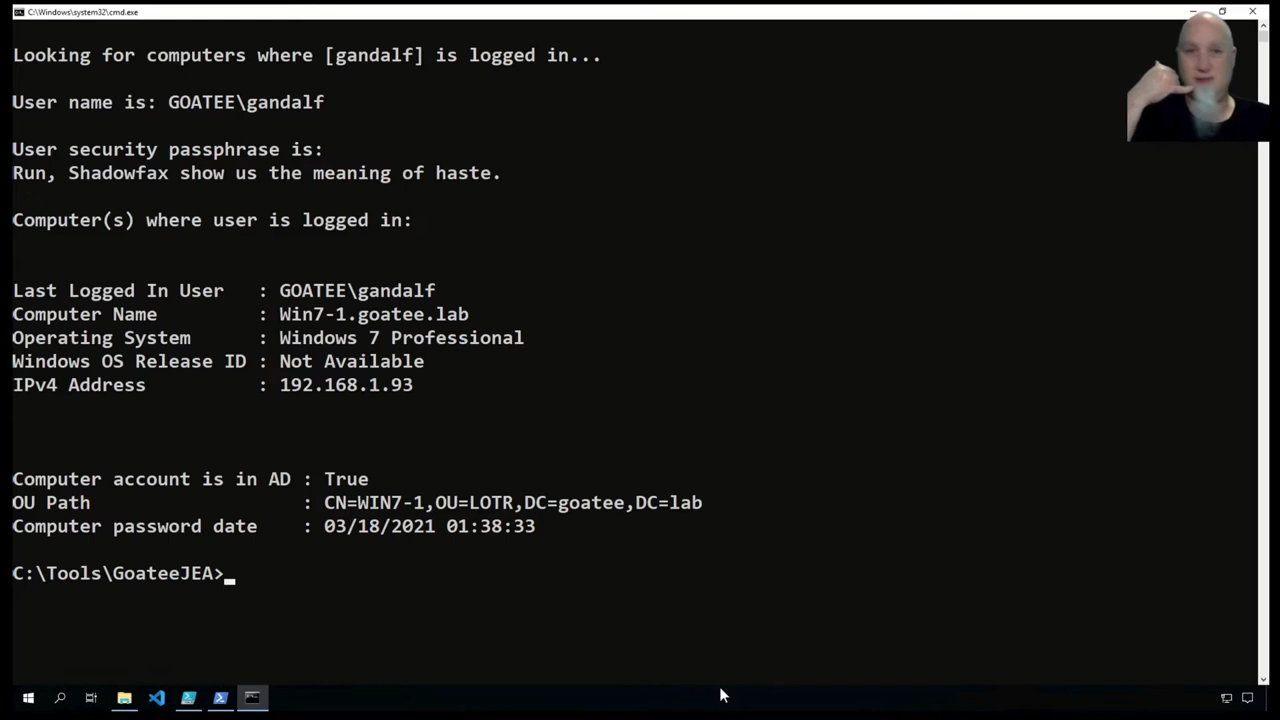 C:\Windows\system32\cmd.exe
Looking for computers where [gandalf] is logged in...
User name is: GOATEE\gandalf
User security passphrase is:
Run, Shadowfax show us the meaning of haste.
Computer(s) where user is logged in:
Last Logged In User   : GOATEE\gandalf
Computer Name         : Win7-1.goatee.lab
Operating System      : Windows 7 Professional
Windows OS Release ID : Not Available
IPv4 Address          : 192.168.1.93
Computer account is in AD : True
OU Path                   : CN=WIN7-1,OU=LOTR,DC=goatee,DC=lab
Computer password date    : 03/18/2021 01:38:33
C:\Tools\GoateeJEA>_